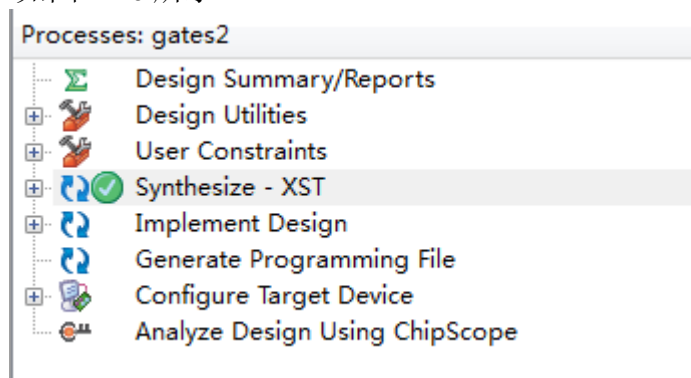 Processes: gates2
Design Summary/Reports
Design Utilities
User Constraints
Synthesize - XST
Implement Design
Generate Programming File
Configure Target Device
Analyze Design Using ChipScope